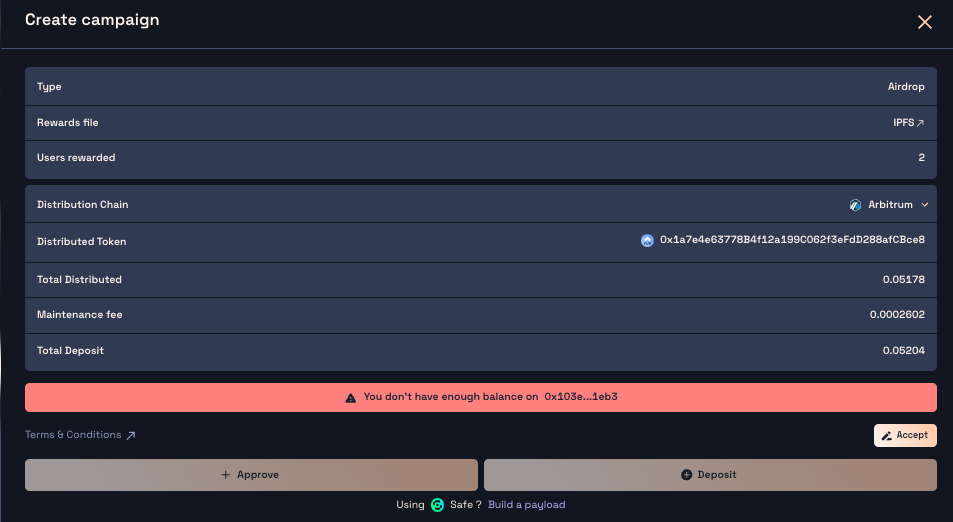 Create campaign
Type Airdrop
Rewards file IPFS ↗
Users rewarded 2
Distribution Chain Arbitrum
Distributed Token 0x1a7e4e63778B4f12a199C062f3eFdD288afCBce8
Total Distributed 0.05178
Maintenance fee 0.0002602
Total Deposit 0.05204
You don't have enough balance on 0x103e...1eb3
Terms & Conditions ↗ Accept
+ Approve Deposit
Using Safe ? Build a payload